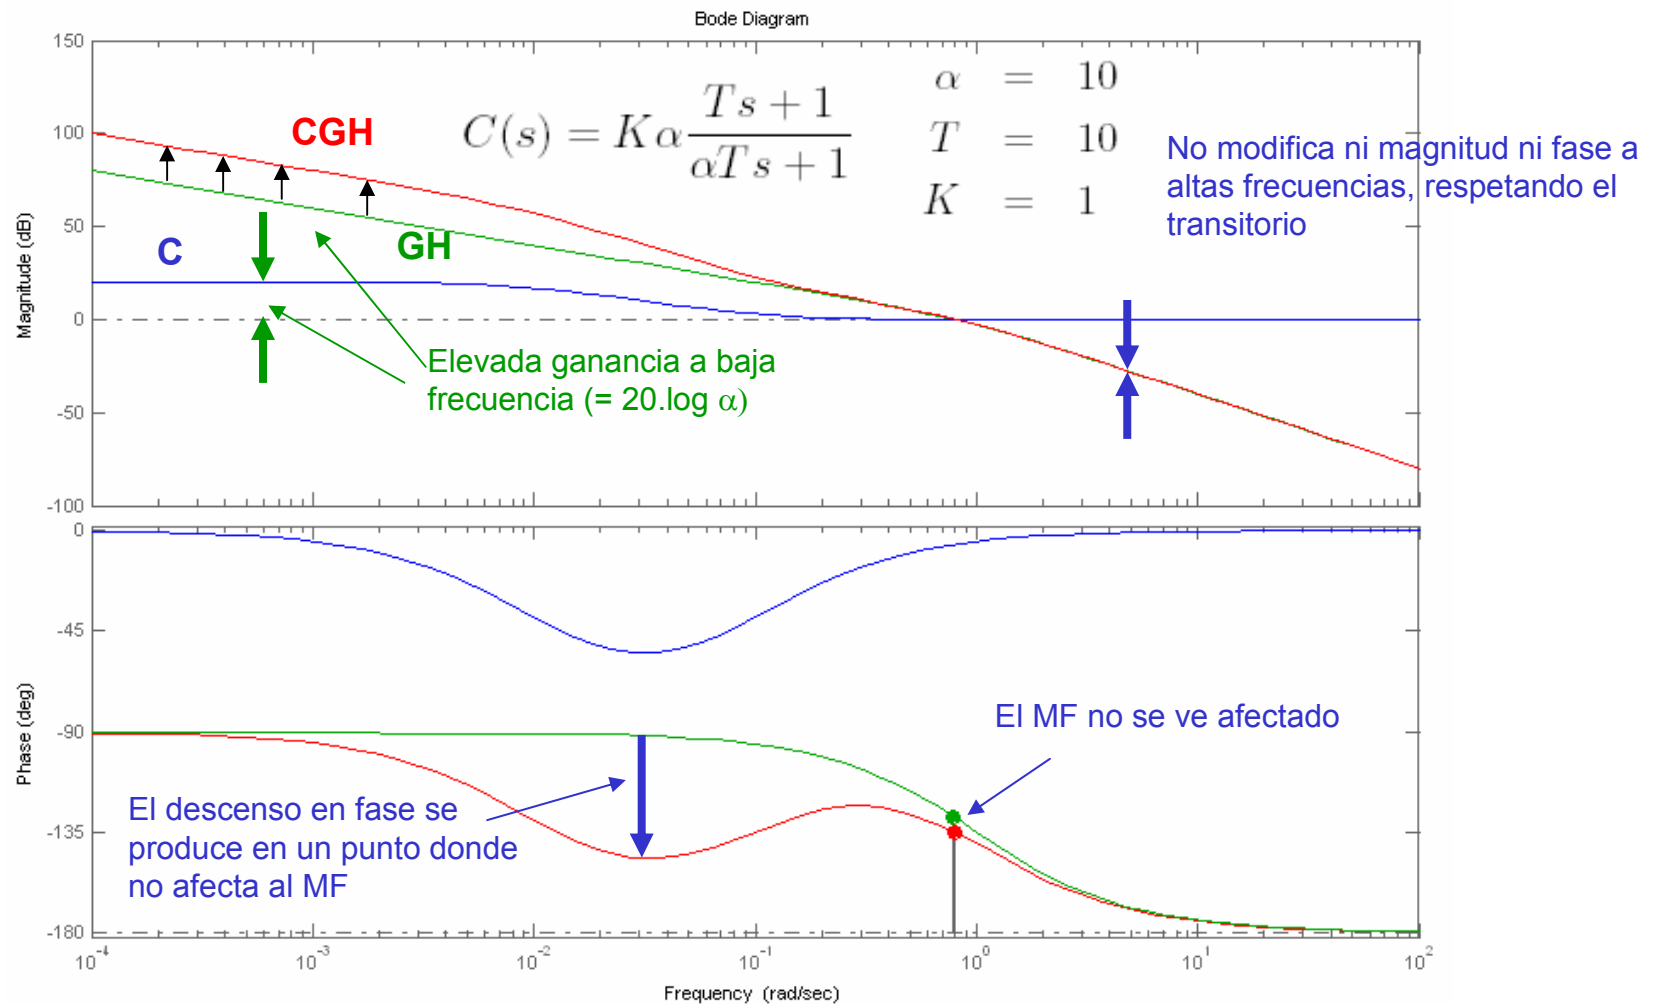 Bode Diagram
150
100
50
0
-50
-100
Magnitude (dB)
CGH
GH
C
C(s) = Kα (Ts + 1)/(αTs + 1)
α = 10
T = 10
K = 1
No modifica ni magnitud ni fase a
altas frecuencias, respetando el
transitorio
Elevada ganancia a baja
frecuencia (= 20.log α)
0
-45
-90
-135
-180
Phase (deg)
El MF no se ve afectado
El descenso en fase se
produce en un punto donde
no afecta al MF
10^-4 10^-3 10^-2 10^-1 10^0 10^1 10^2
Frequency (rad/sec)